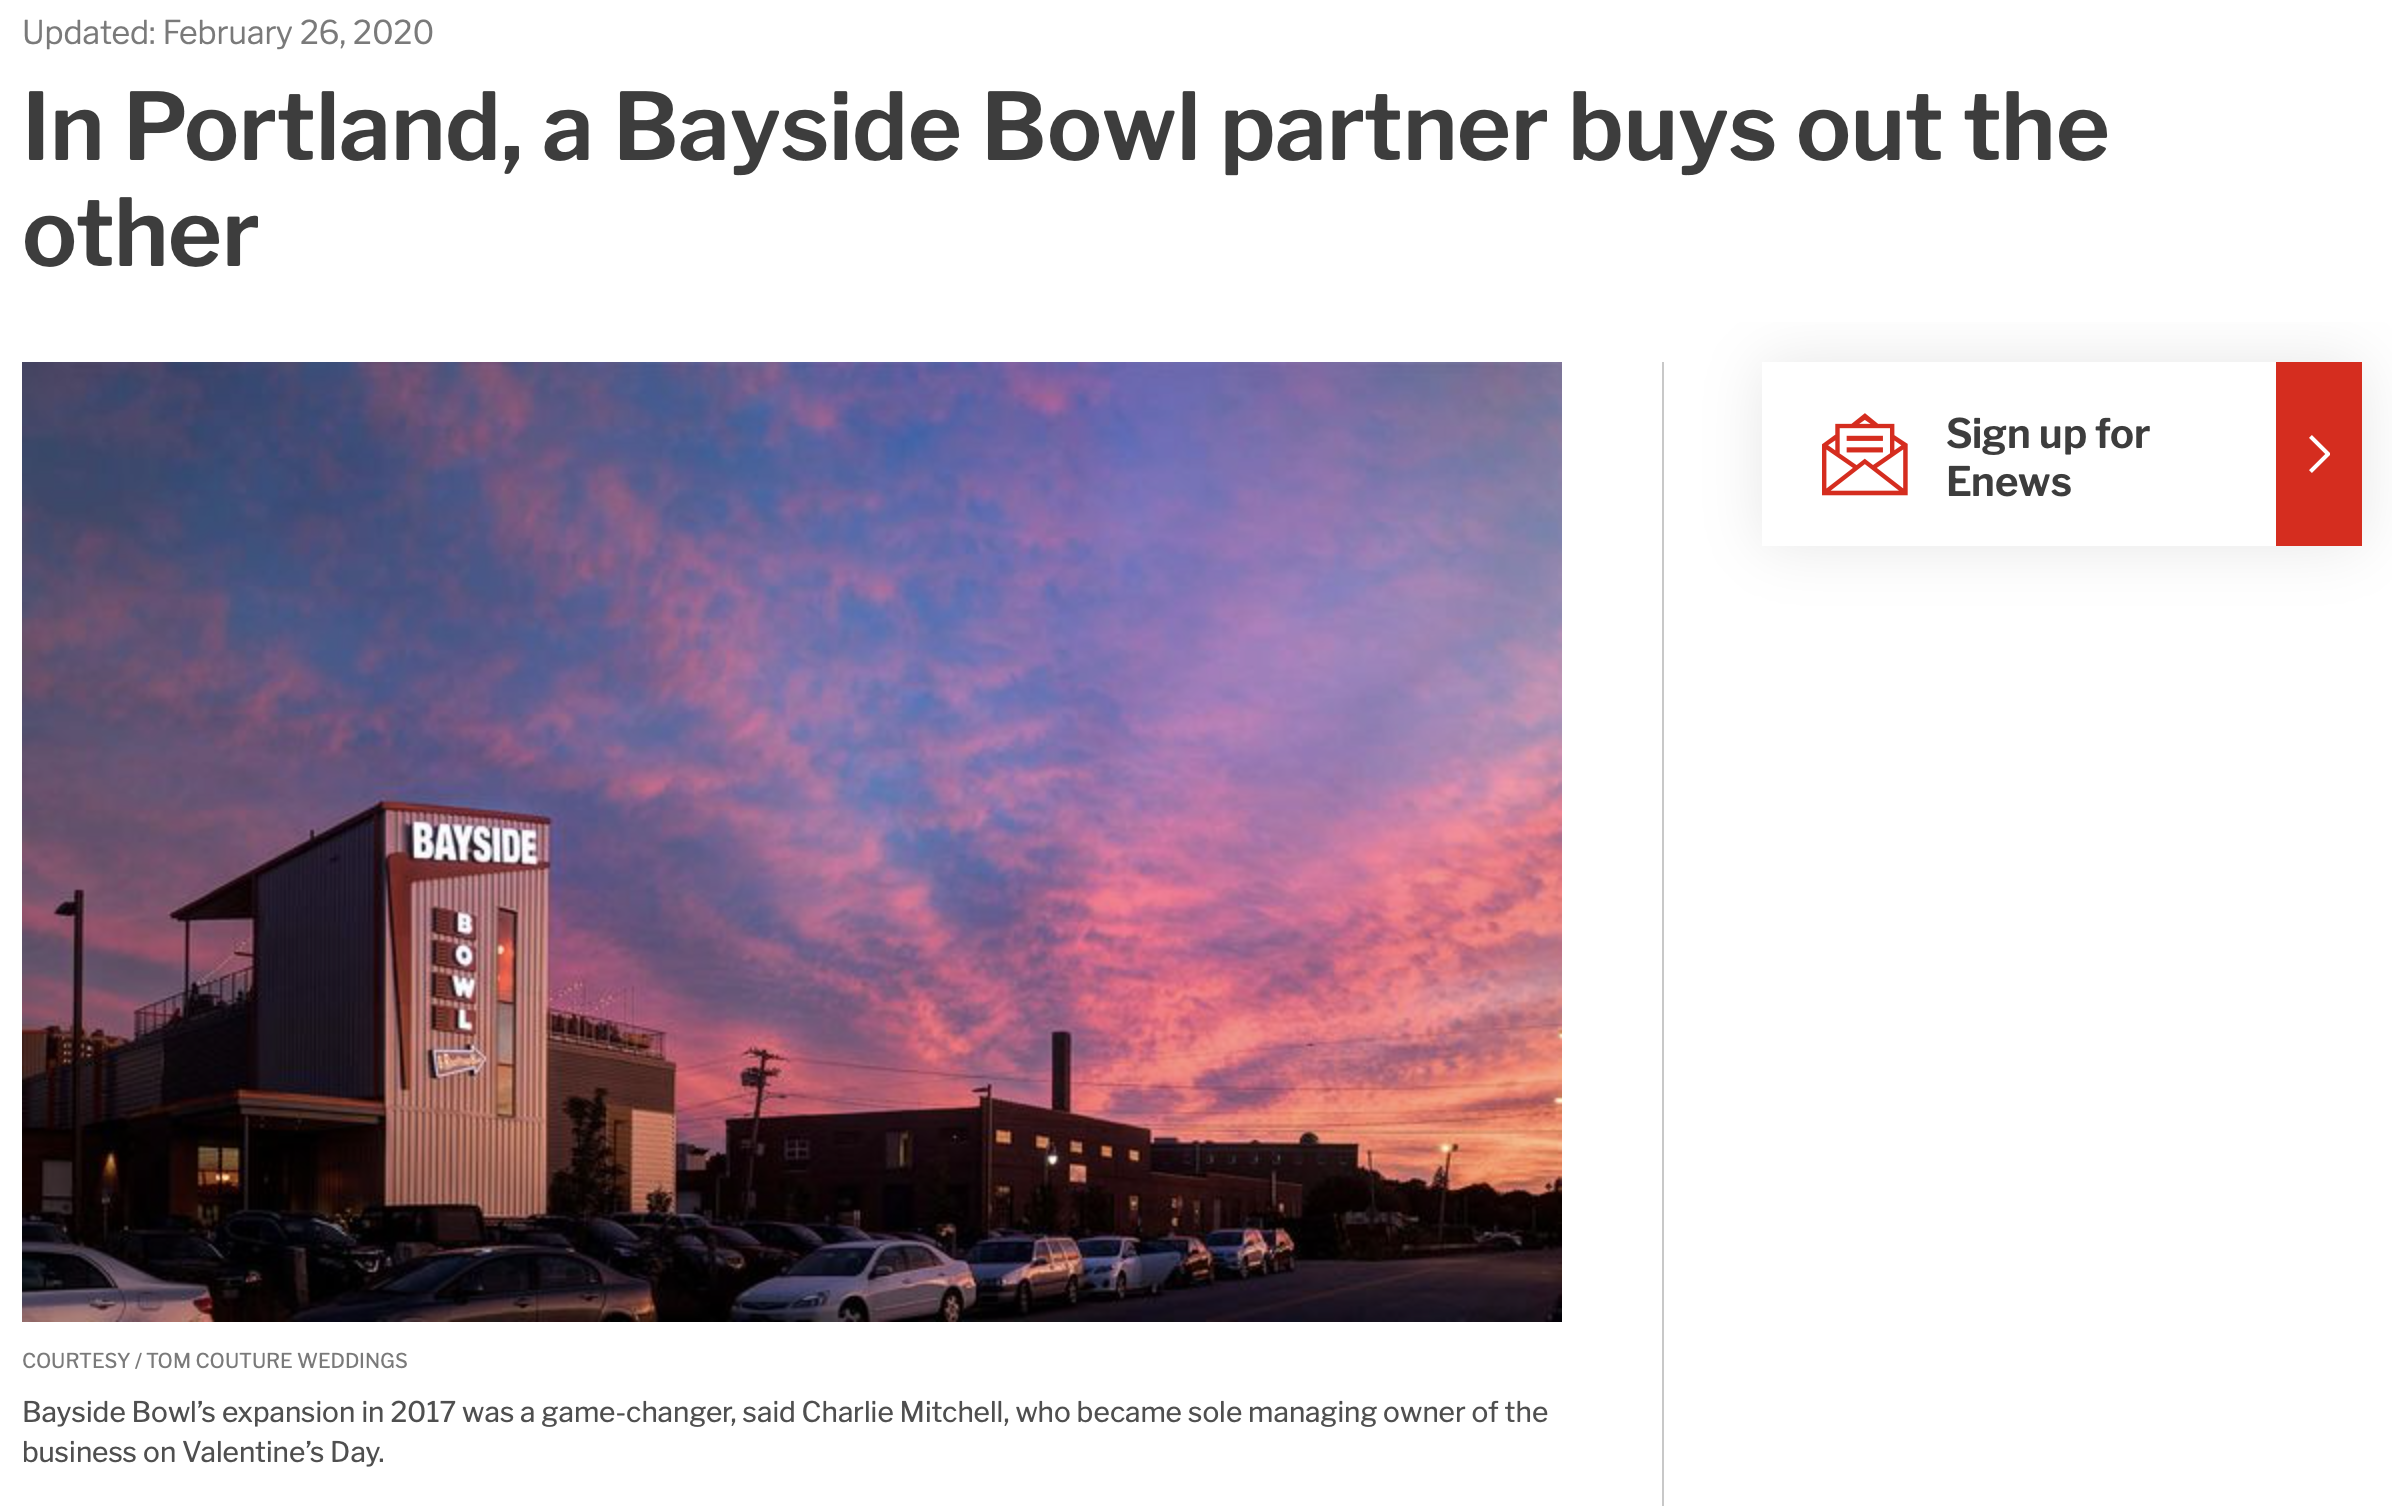 Updated: February 26, 2020
In Portland, a Bayside Bowl partner buys out the
other
Sign up for
Enews
BAYSIDE
BOWL
COURTESY / TOM COUTURE WEDDINGS
Bayside Bowl’s expansion in 2017 was a game-changer, said Charlie Mitchell, who became sole managing owner of the
business on Valentine’s Day.